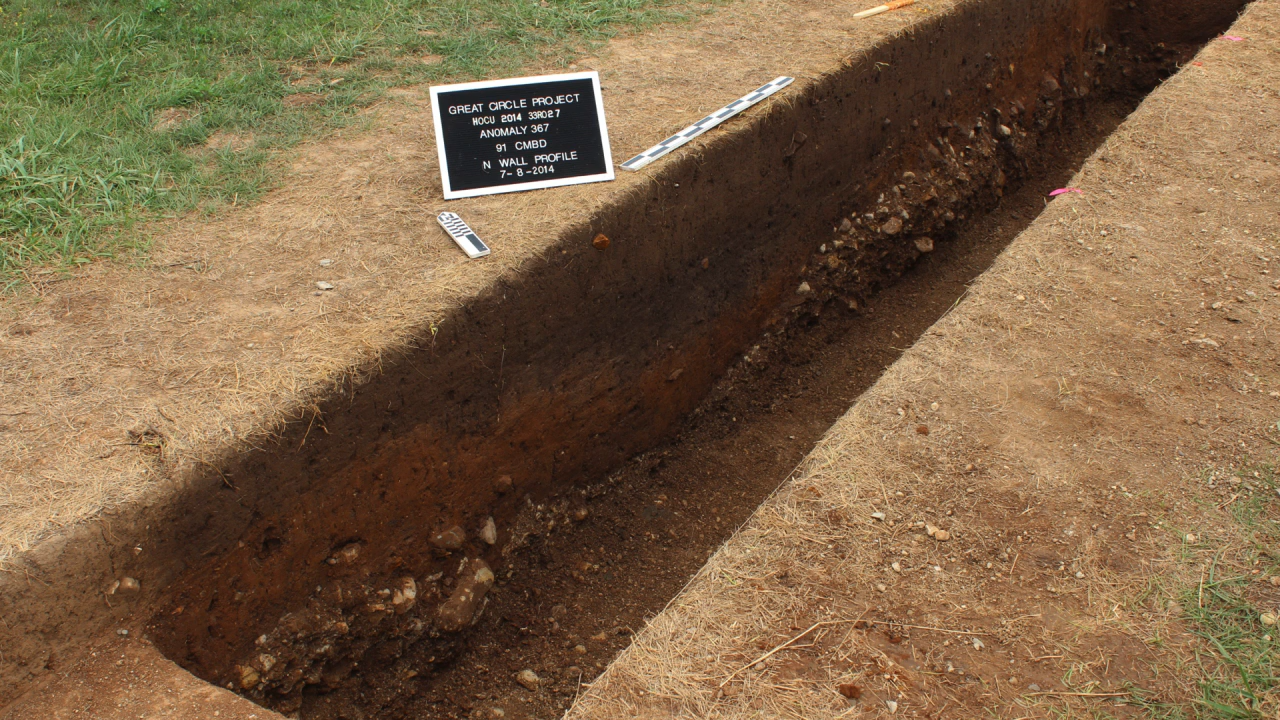 GREAT CIRCLE PROJECT
HOCU 2014 33RO27
ANOMALY 367
91 CMBD
N WALL PROFILE
7-8-2014